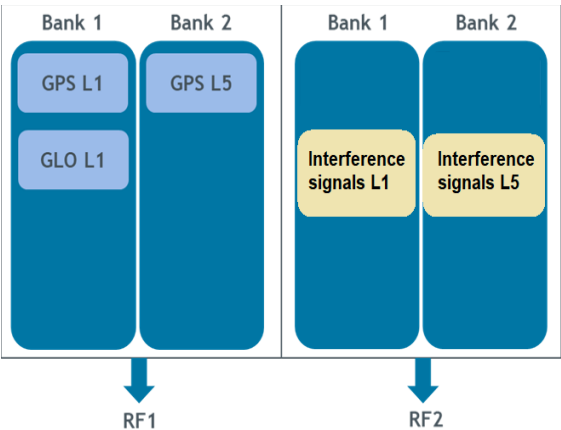 Bank 1 Bank 2 Bank 1 Bank 2
GPS L1 GPS L5
GLO L1
Interference
signals L1
Interference
signals L5
RF1 RF2